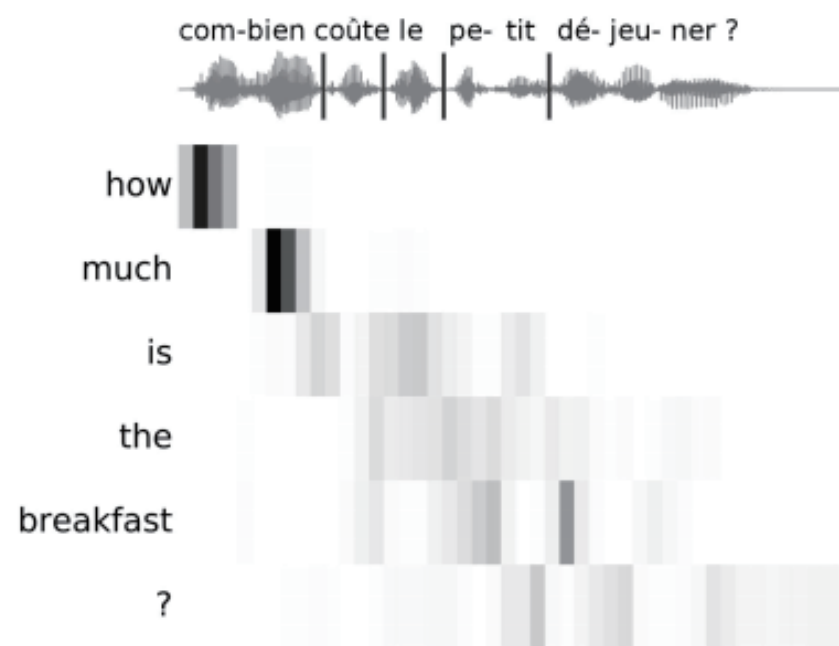 com-bien coûte le pe- tit dé- jeu- ner ?
how
much
is
the
breakfast
?